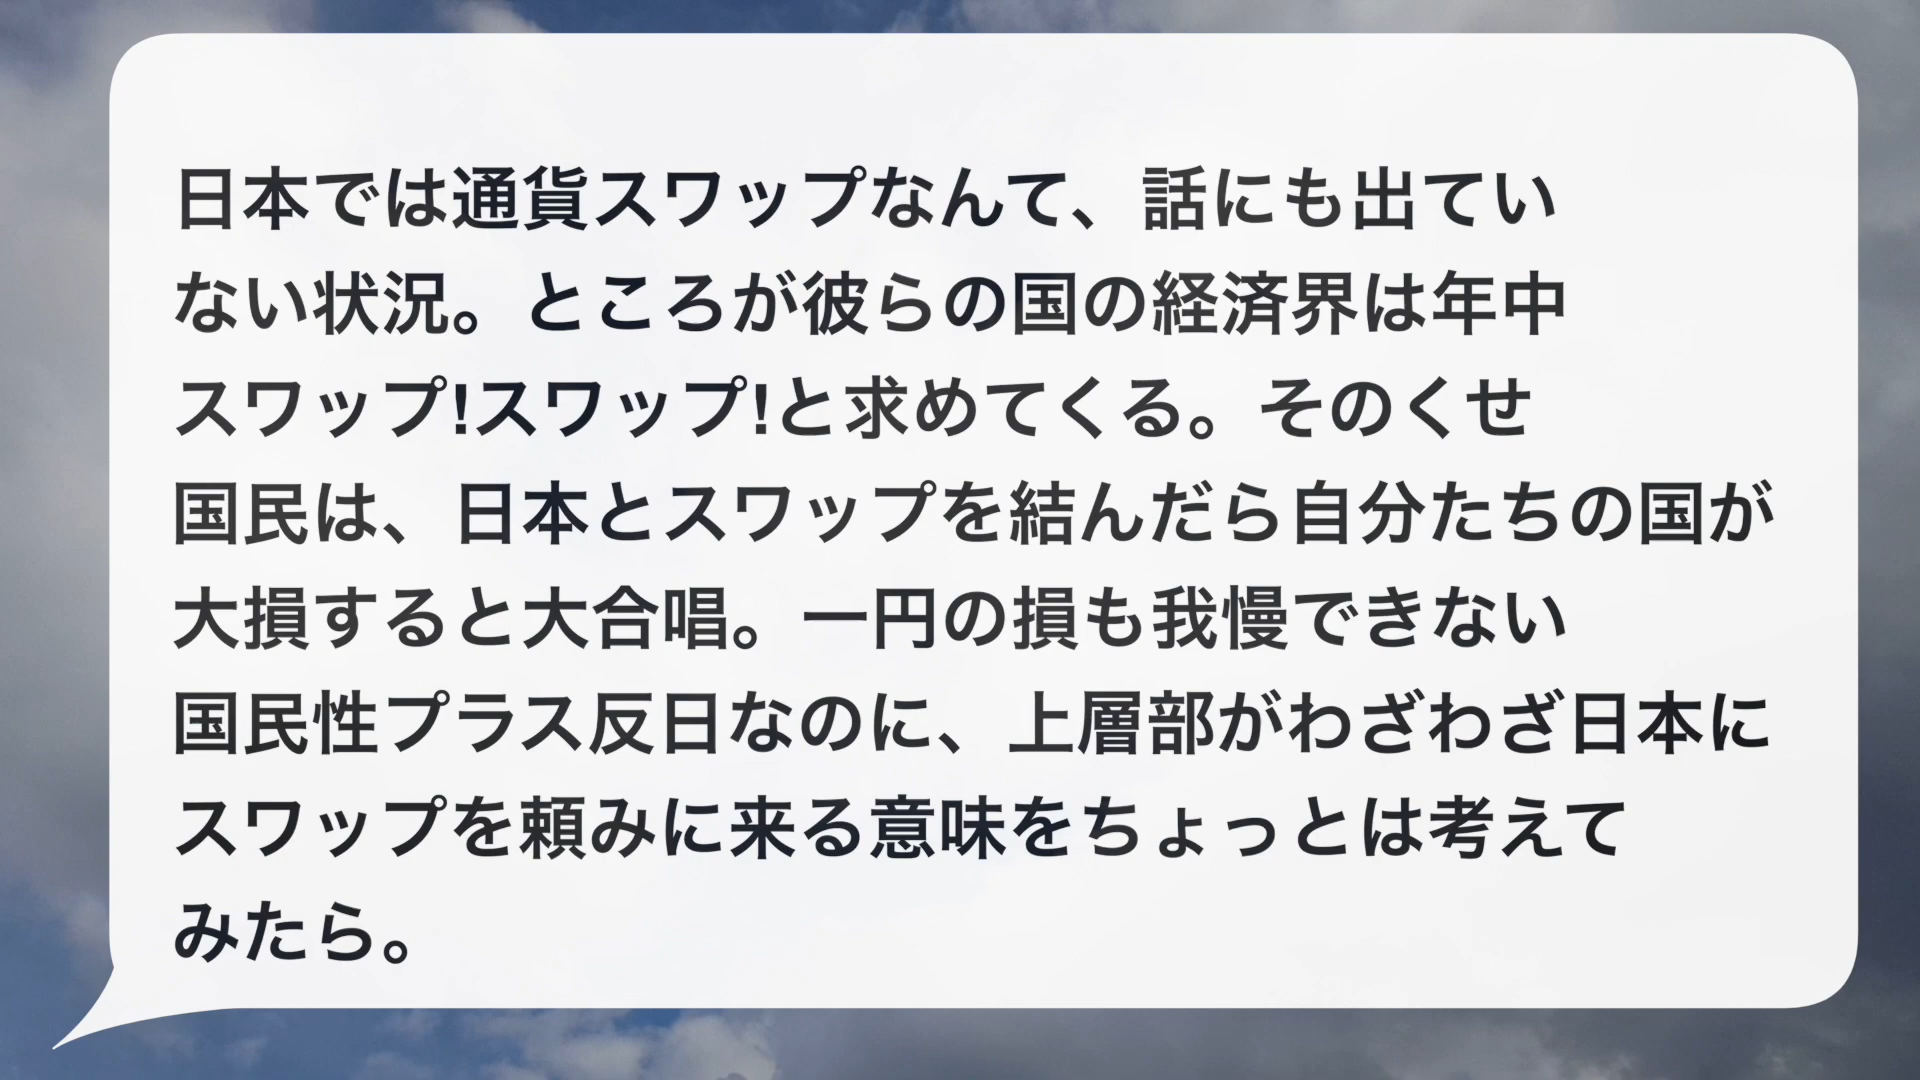 日本では通貨スワップなんて、話にも出てい
ない状況。ところが彼らの国の経済界は年中
スワップ!スワップ!と求めてくる。そのくせ
国民は、日本とスワップを結んだら自分たちの国が
大損すると大合唱。一円の損も我慢できない
国民性プラス反日なのに、上層部がわざわざ日本に
スワップを頼みに来る意味をちょっとは考えて
みたら。